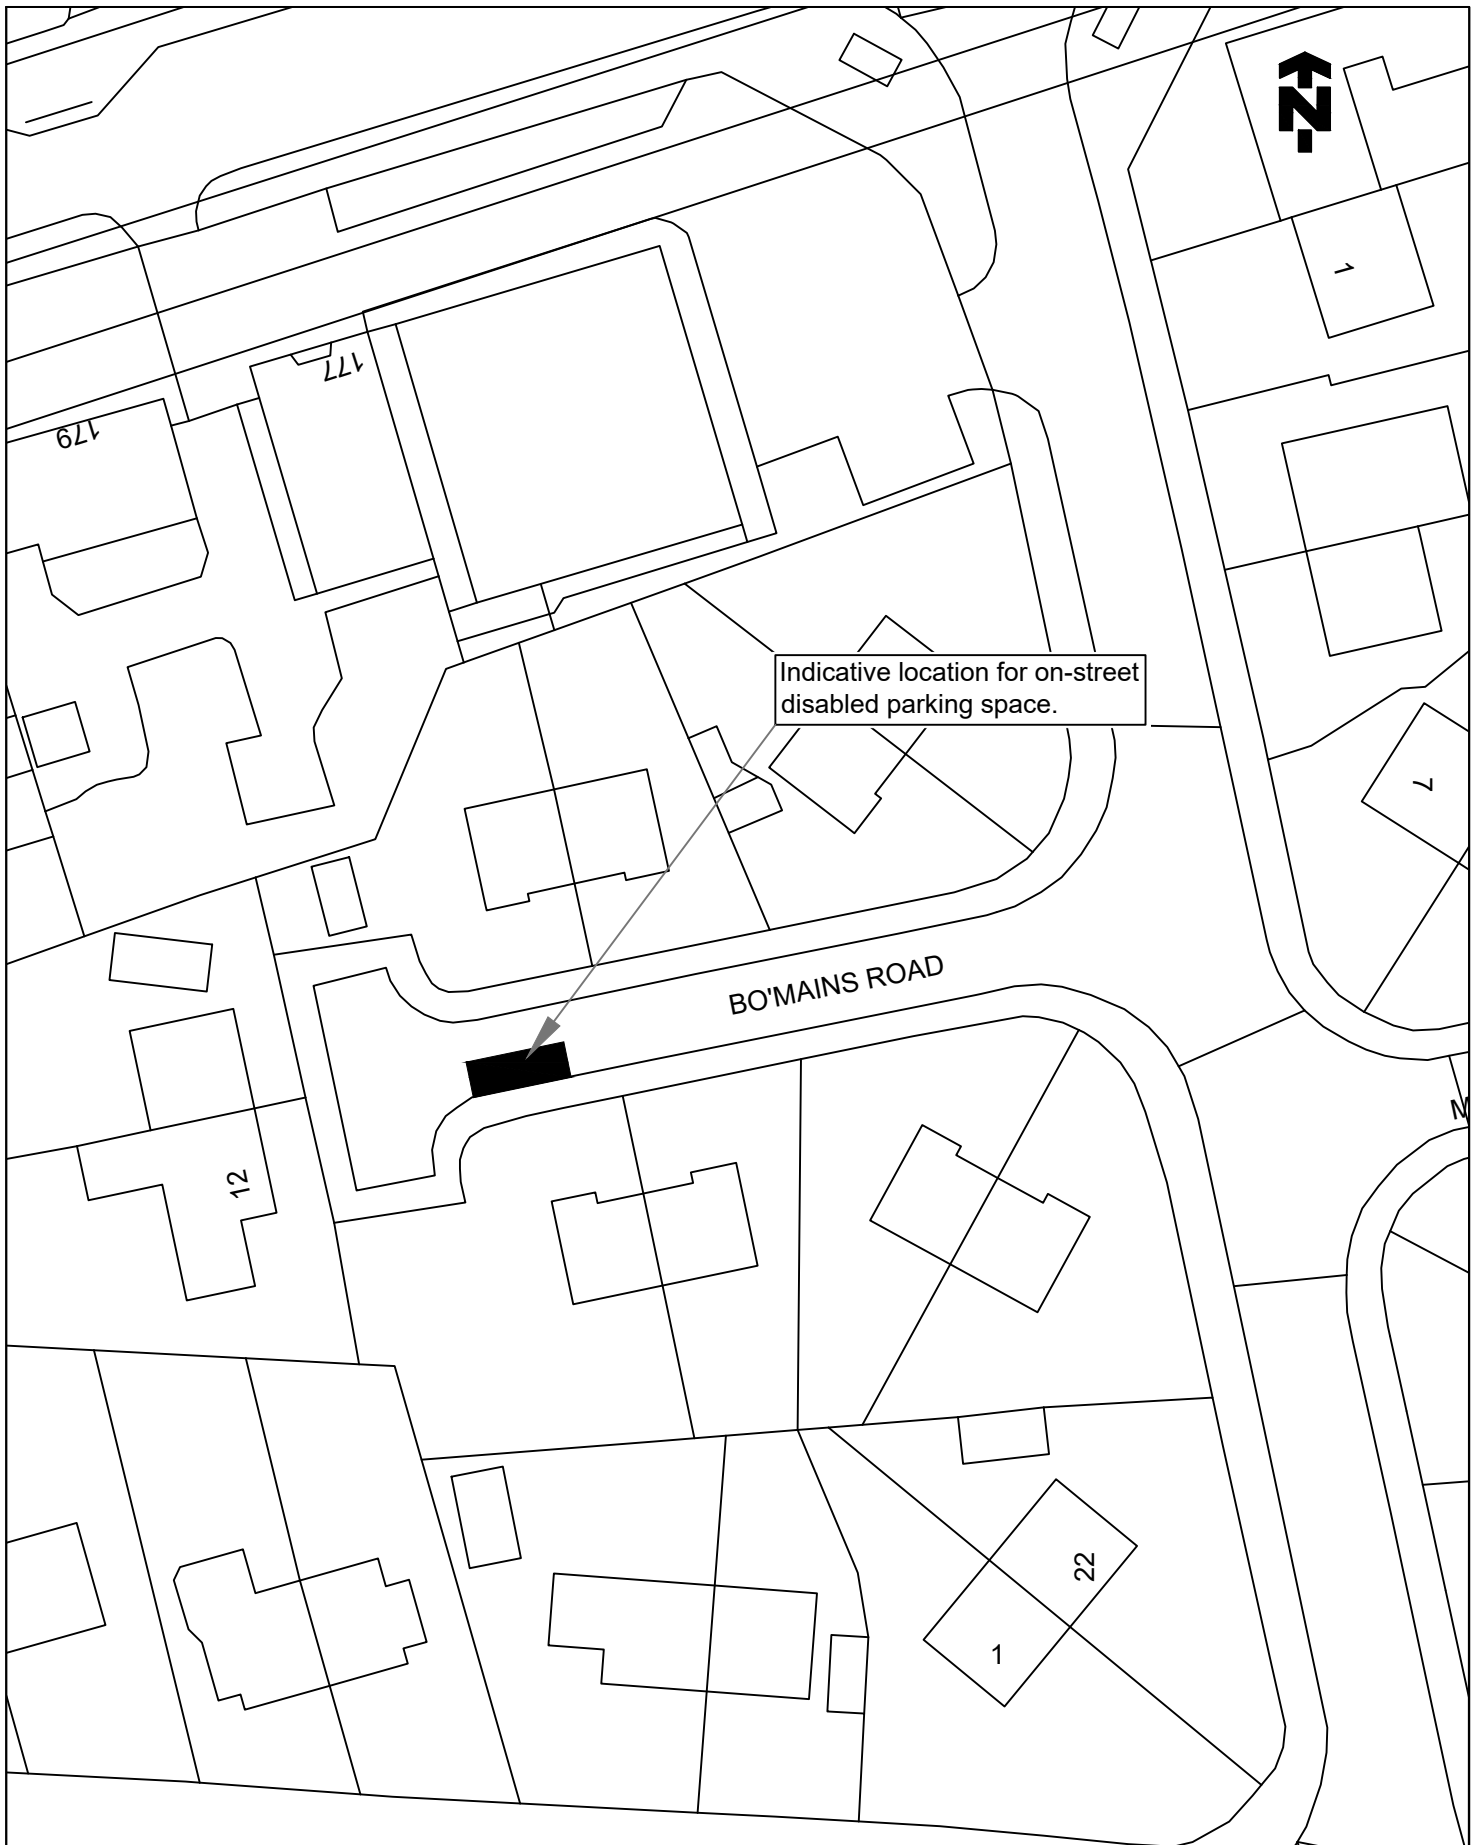 N
1
177
179
Indicative location for on-street
disabled parking space.
7
BO'MAINS ROAD
M
12
22
1